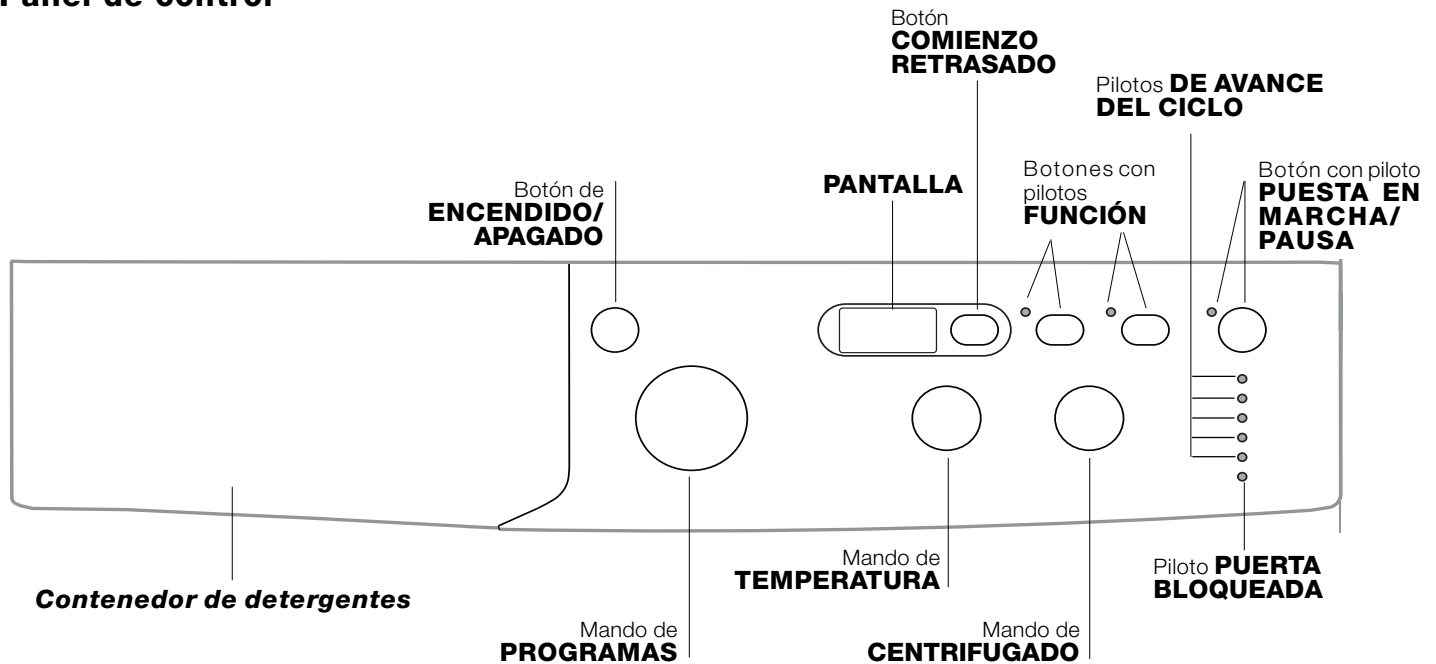 Panel de control
Botón
COMIENZO
RETRASADO
Pilotos DE AVANCE
DEL CICLO
Botón de
ENCENDIDO/
APAGADO
PANTALLA
Botones con
pilotos
FUNCIÓN
Botón con piloto
PUESTA EN
MARCHA/
PAUSA
Contenedor de detergentes
Mando de
PROGRAMAS
Mando de
TEMPERATURA
Mando de
CENTRIFUGADO
Piloto PUERTA
BLOQUEADA